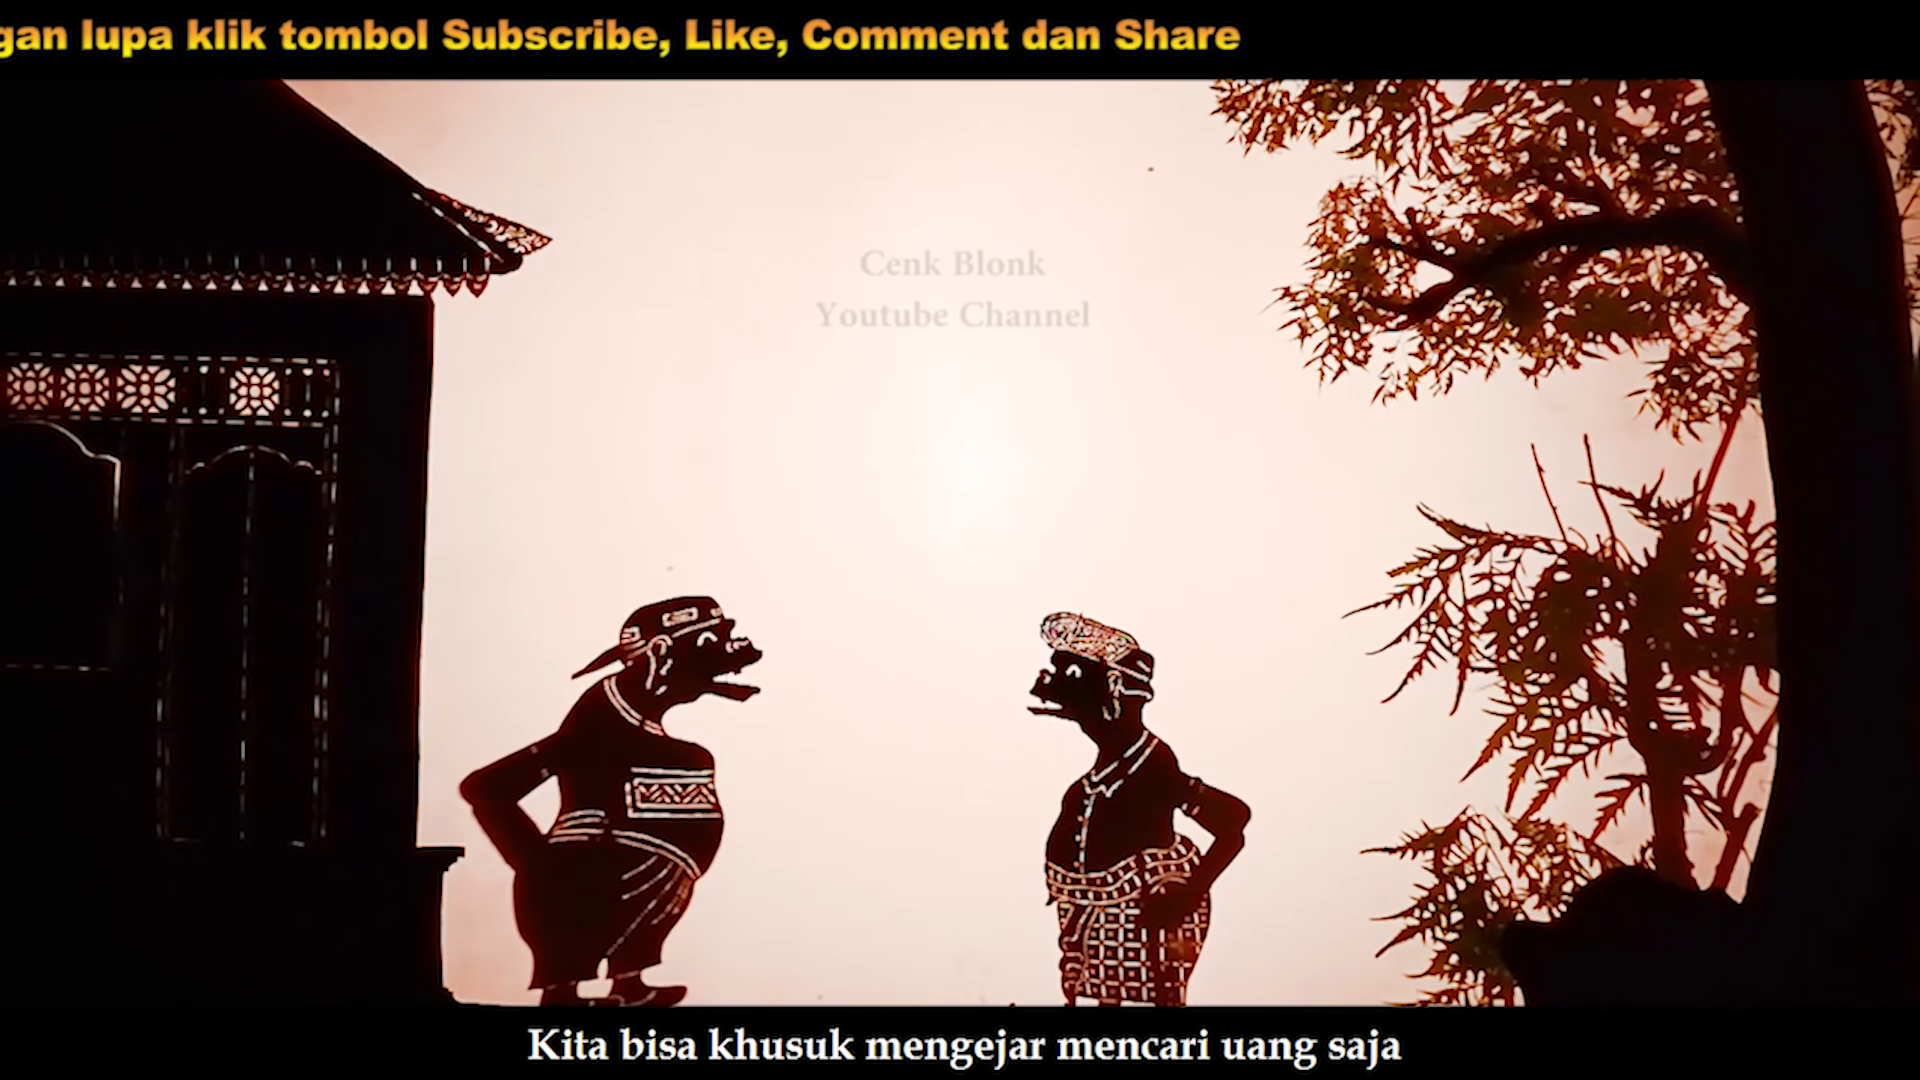 gan lupa klik tombol Subscribe, Like, Comment dan Share
Cenk Blonk
Youtube Channel
Kita bisa khusuk mengejar mencari uang saja